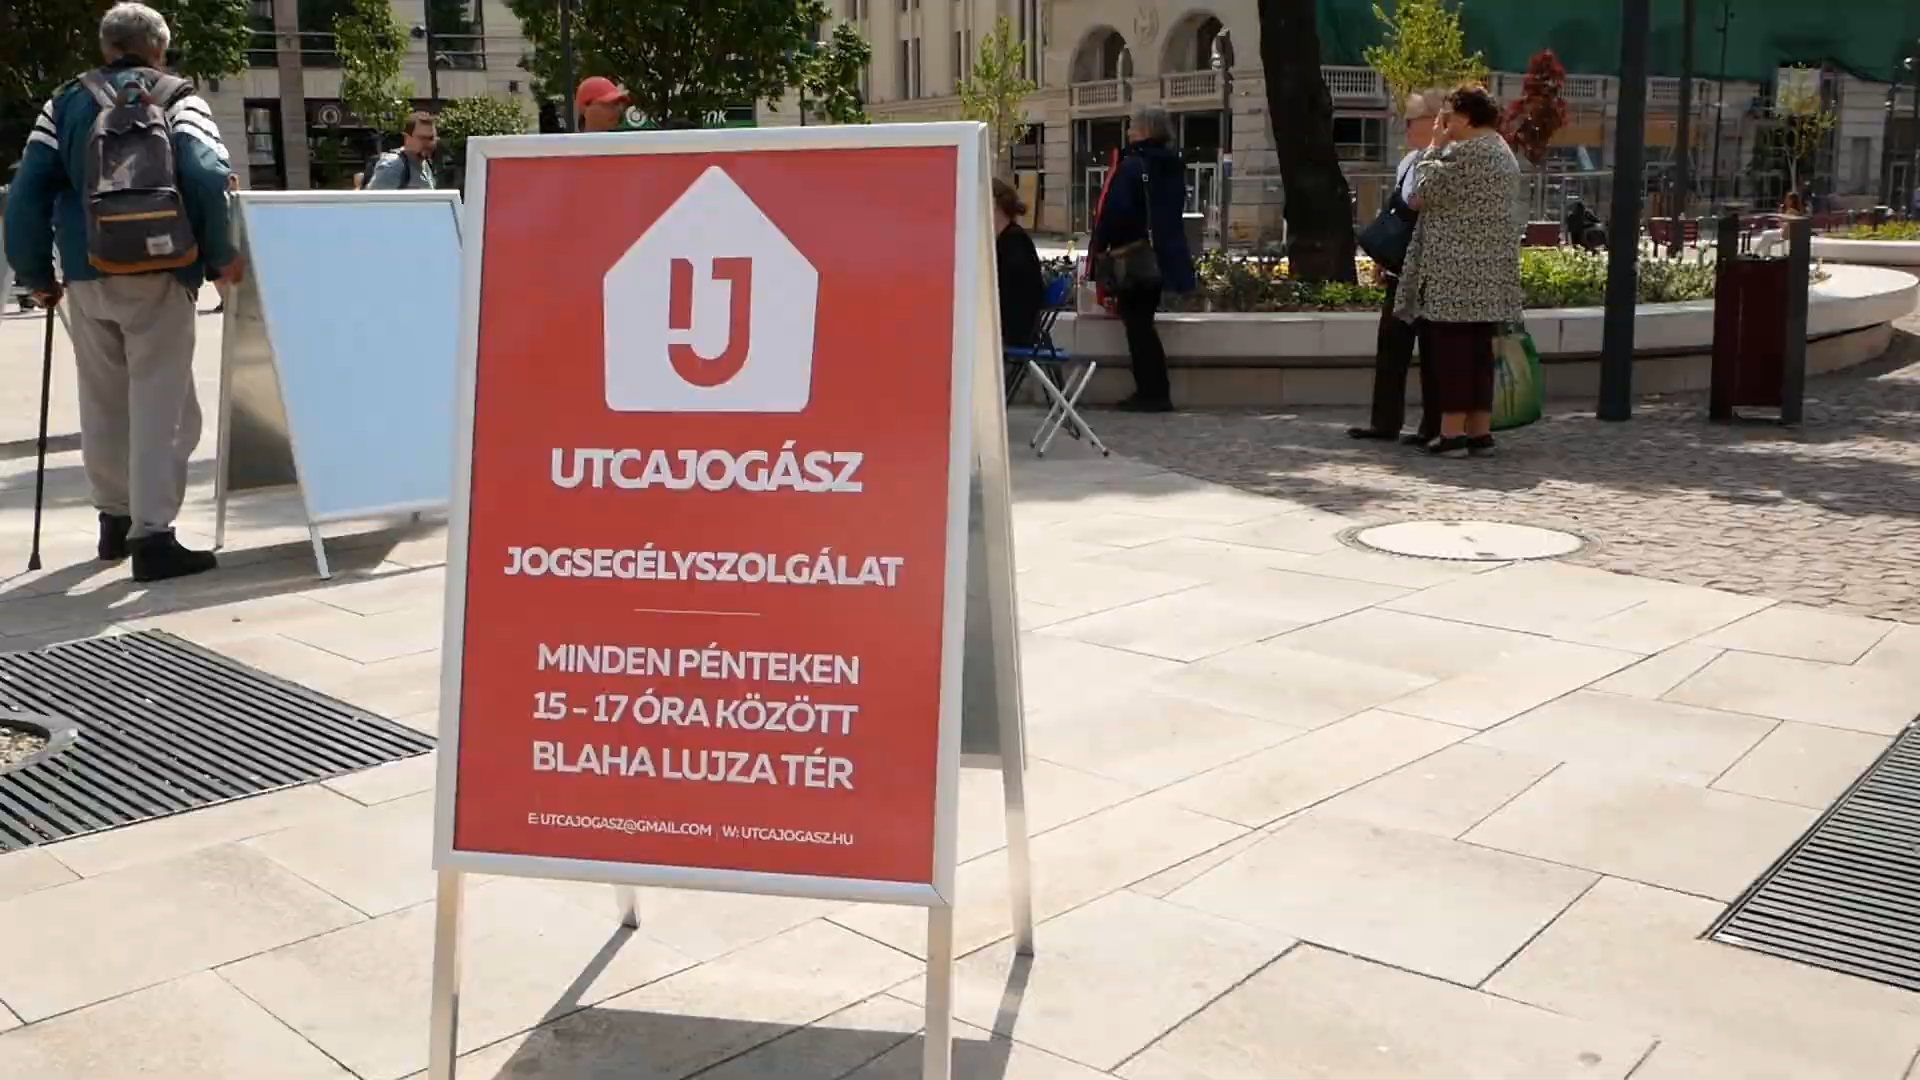 UJ
UTCAJOGÁSZ
JOGSEGÉLYSZOLGÁLAT
MINDEN PÉNTEKEN
15 - 17 ÓRA KÖZÖTT
BLAHA LUJZA TÉR
E: UTCAJOGASZ@GMAIL.COM | W: UTCAJOGASZ.HU